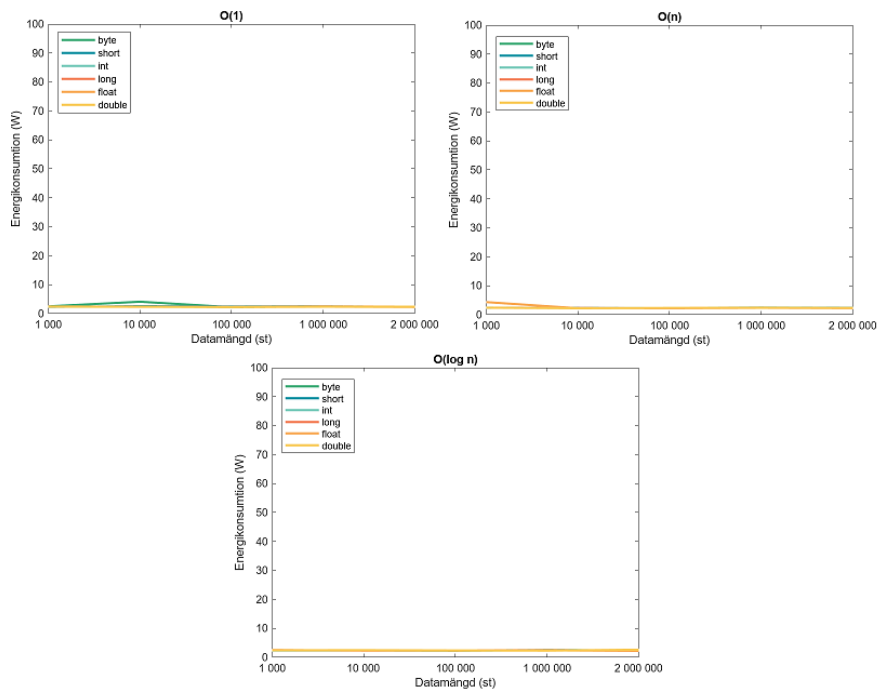 O(1)
Energikonsumtion (W)
100
90
80
70
60
50
40
30
20
10
0
byte
short
int
long
float
double
1 000
10 000
100 000
1 000 000
2 000 000
Datamängd (st)
O(n)
Energikonsumtion (W)
100
90
80
70
60
50
40
30
20
10
0
byte
short
int
long
float
double
1 000
10 000
100 000
1 000 000
2 000 000
Datamängd (st)
O(log n)
Energikonsumtion (W)
100
90
80
70
60
50
40
30
20
10
0
byte
short
int
long
float
double
1 000
10 000
100 000
1 000 000
2 000 000
Datamängd (st)